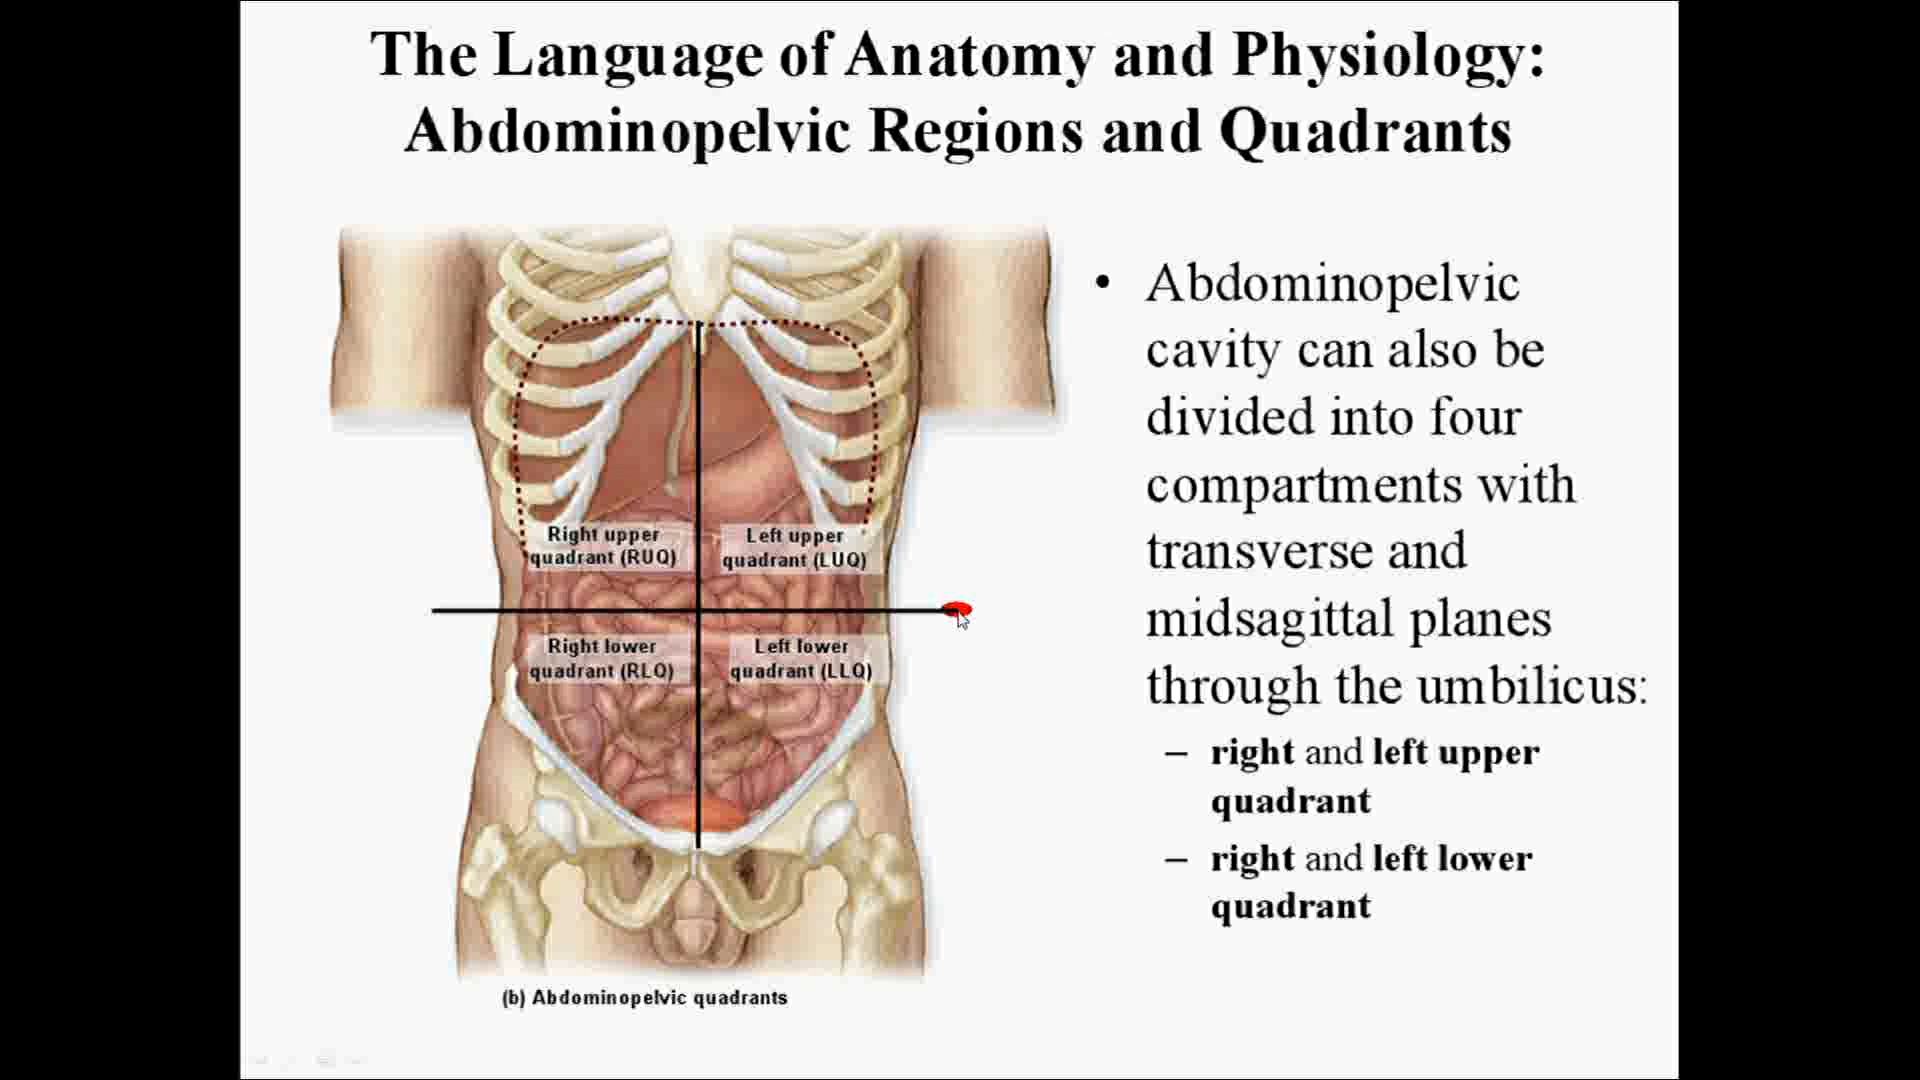 The Language of Anatomy and Physiology:
Abdominopelvic Regions and Quadrants
Right upper
quadrant (RUQ)
Left upper
quadrant (LUQ)
Right lower
quadrant (RLQ)
Left lower
quadrant (LLQ)
(b) Abdominopelvic quadrants
• Abdominopelvic
cavity can also be
divided into four
compartments with
transverse and
midsagittal planes
through the umbilicus:
– right and left upper
quadrant
– right and left lower
quadrant